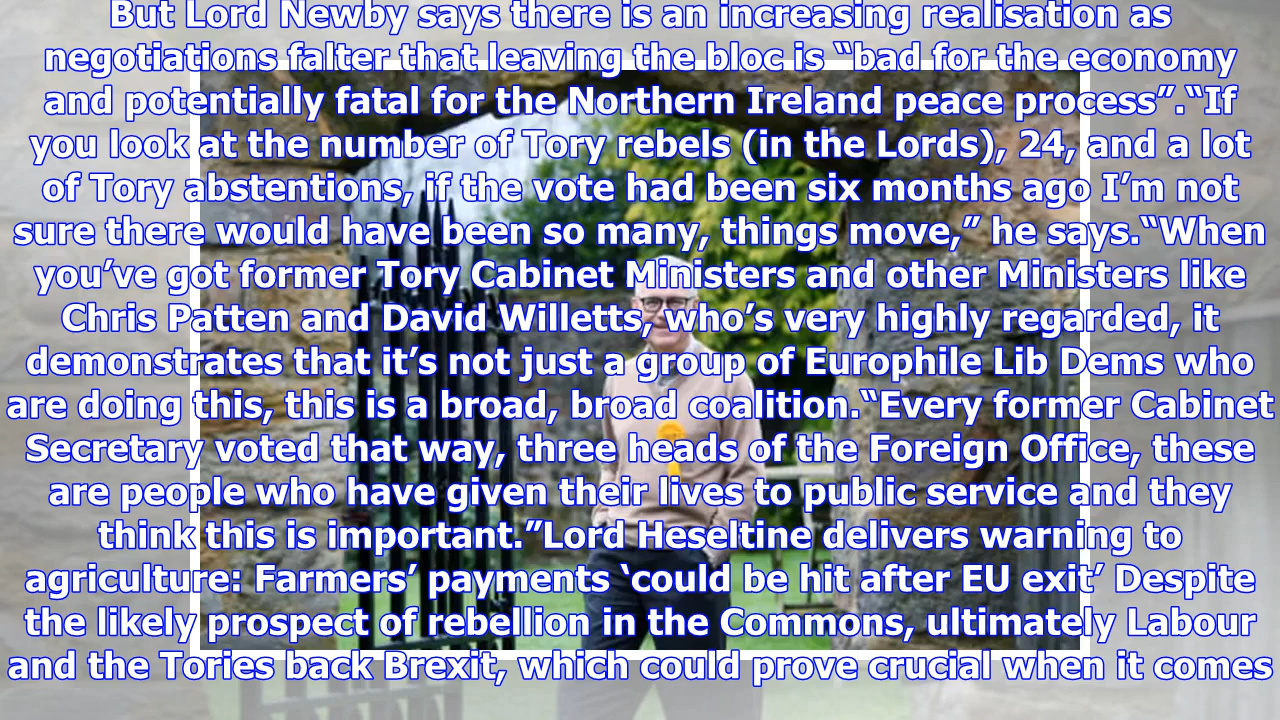 But Lord Newby says there is an increasing realisation as
negotiations falter that leaving the bloc is “bad for the economy
and potentially fatal for the Northern Ireland peace process”.“If
you look at the number of Tory rebels (in the Lords), 24, and a lot
of Tory abstentions, if the vote had been six months ago I’m not
sure there would have been so many, things move,” he says.“When
you’ve got former Tory Cabinet Ministers and other Ministers like
Chris Patten and David Willetts, who’s very highly regarded, it
demonstrates that it’s not just a group of Europhile Lib Dems who
are doing this, this is a broad, broad coalition.“Every former Cabinet
Secretary voted that way, three heads of the Foreign Office, these
are people who have given their lives to public service and they
think this is important.”Lord Heseltine delivers warning to
agriculture: Farmers’ payments ‘could be hit after EU exit’ Despite
the likely prospect of rebellion in the Commons, ultimately Labour
and the Tories back Brexit, which could prove crucial when it comes